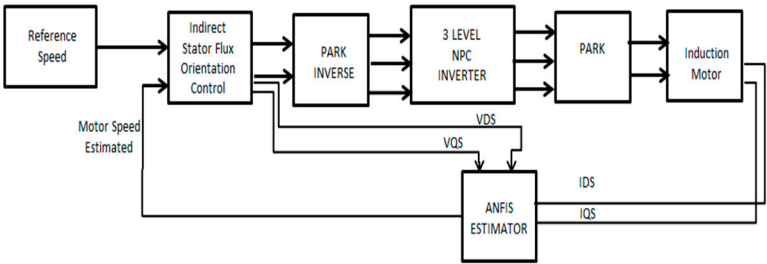 Reference
Speed
Indirect
Stator Flux
Orientation
Control
PARK
INVERSE
3 LEVEL
NPC
INVERTER
PARK
Induction
Motor
Motor Speed
Estimated
VDS
VQS
ANFIS
ESTIMATOR
IDS
IQS